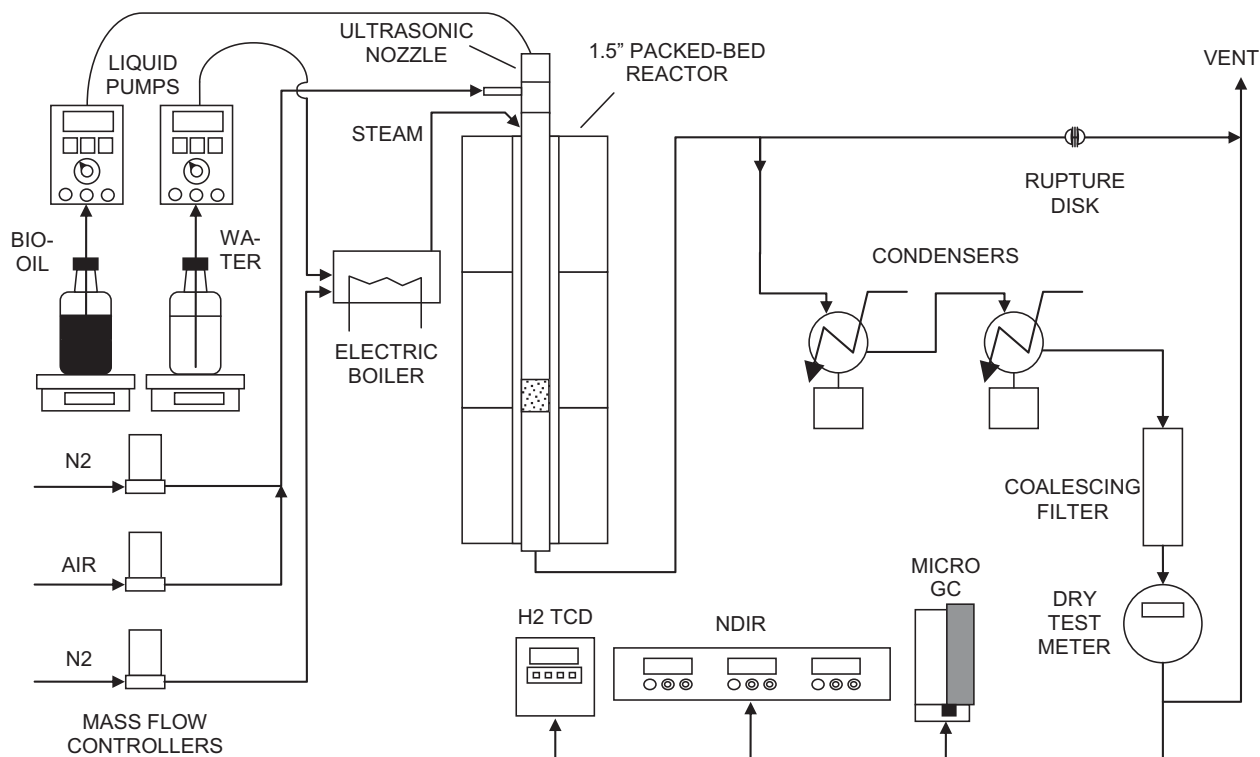 ULTRASONIC
NOZZLE
1.5” PACKED-BED
REACTOR
LIQUID
PUMPS
VENT
STEAM
RUPTURE
DISK
BIO-
OIL
WA-
TER
CONDENSERS
ELECTRIC
BOILER
N2
COALESCING
FILTER
AIR
MICRO
GC
H2 TCD
NDIR
DRY
TEST
METER
N2
MASS FLOW
CONTROLLERS